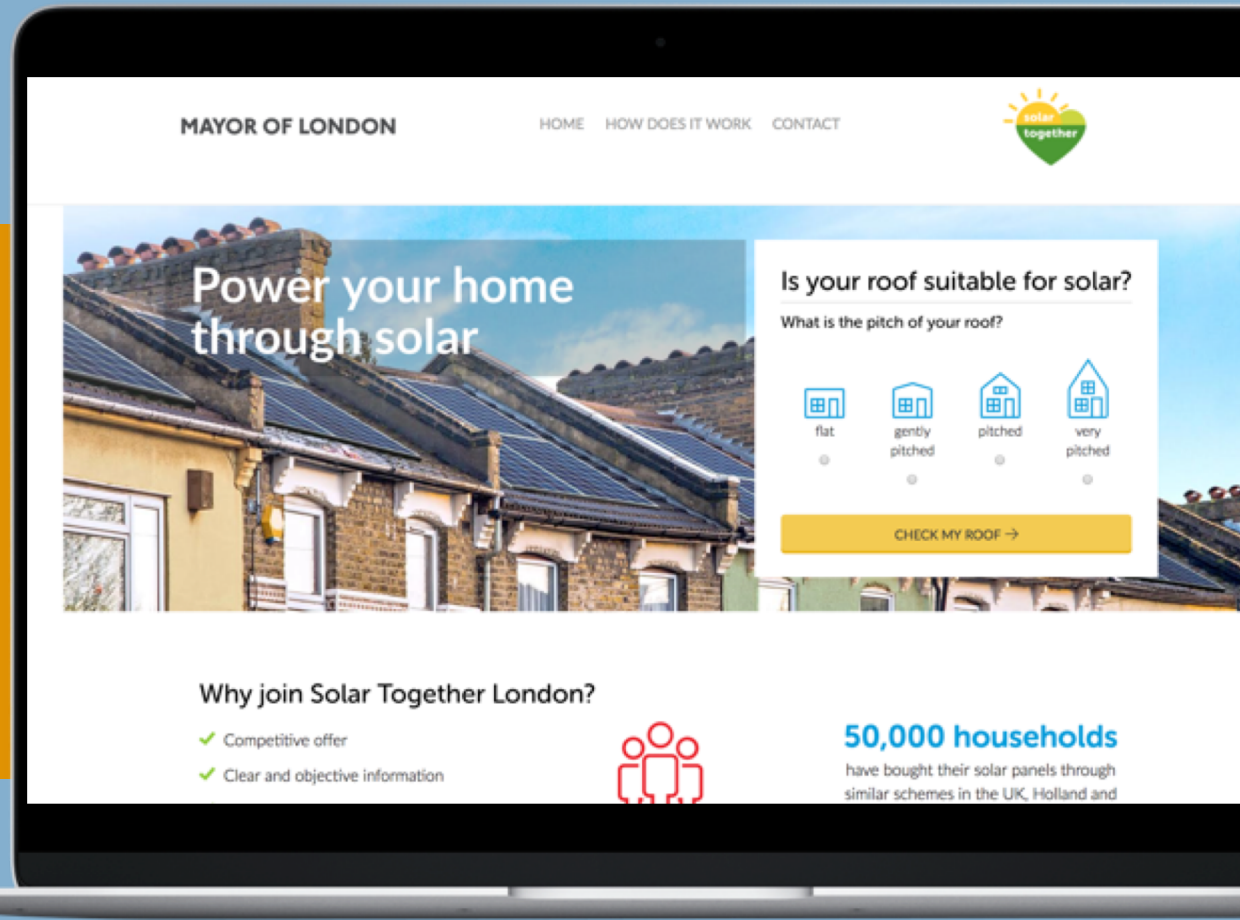 MAYOR OF LONDON
HOME HOW DOES IT WORK CONTACT
solar
together
Power your home
through solar
Is your roof suitable for solar?
What is the pitch of your roof?
flat
gently
pitched
pitched
very
pitched
CHECK MY ROOF →
Why join Solar Together London?
Competitive offer
Clear and objective information
50,000 households
have bought their solar panels through
similar schemes in the UK, Holland and